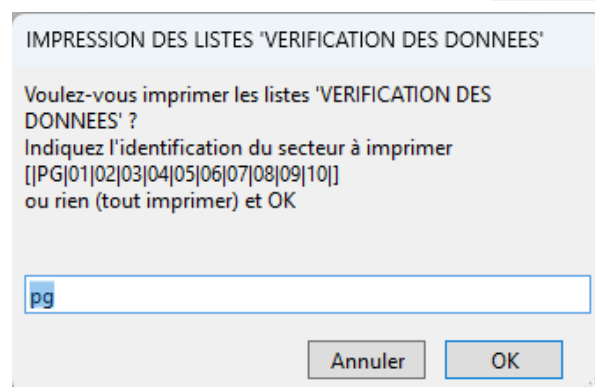 IMPRESSION DES LISTES 'VERIFICATION DES DONNEES'
Voulez-vous imprimer les listes 'VERIFICATION DES
DONNEES' ?
Indiquez l'identification du secteur à imprimer
[|PG|01|02|03|04|05|06|07|08|09|10|]
ou rien (tout imprimer) et OK
pg
Annuler
OK